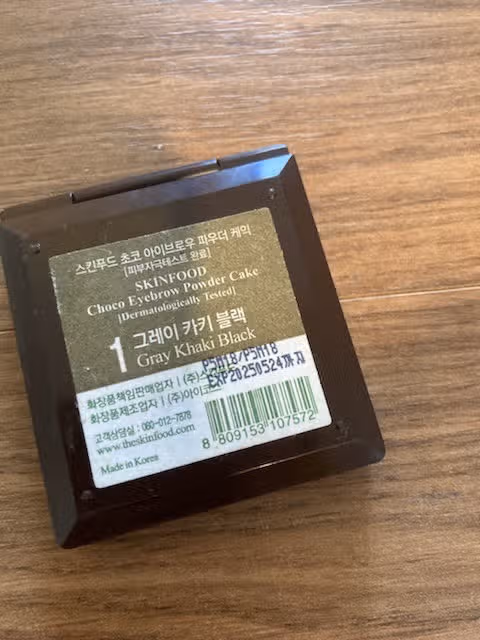 스킨푸드 초코 아이브로우 파우더 케익
[피부자극테스트 완료]
SKINFOOD
Choco Eyebrow Powder Cake
[Dermatologically Tested]
1 그레이 카키 블랙
Gray Khaki Black
P5H18/P5H18
EXP20250524까지
화장품책임판매업자 | (주)
화장품제조업자 | (주)아이코
고객상담실 : 080-012-7878
www.theskinfood.com
8 809153 107572
Made in Korea